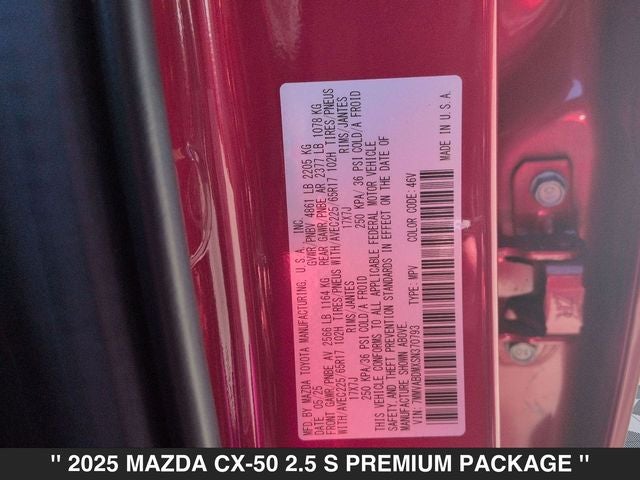 MFD. BY MAZDA TOYOTA MANUFACTURING, U.S.A. INC.
DATE: 05/25 GVWR/PNBV 4861 LB 2205 KG
FRONT GAWR/PNBE AV 2566 LB 1164 KG REAR GAWR/PNBE AR 2377 LB 1078 KG
WITH/AVEC225/65R17 102H TIRES/PNEUS WITH/AVEC225/65R17 102H TIRES/PNEUS
17X7J RIMS/JANTES 17X7J RIMS/JANTES
250 KPA/ 36 PSI COLD/A FROID 250 KPA/ 36 PSI COLD/A FROID
THIS VEHICLE CONFORMS TO ALL APPLICABLE FEDERAL MOTOR VEHICLE
SAFETY AND THEFT PREVENTION STANDARDS IN EFFECT ON THE DATE OF
MANUFACTURE SHOWN ABOVE.
VIN: 7MMVABDMXSN370793 TYPE: MPV COLOR CODE: 46V
MADE IN U.S.A.
" 2025 MAZDA CX-50 2.5 S PREMIUM PACKAGE "